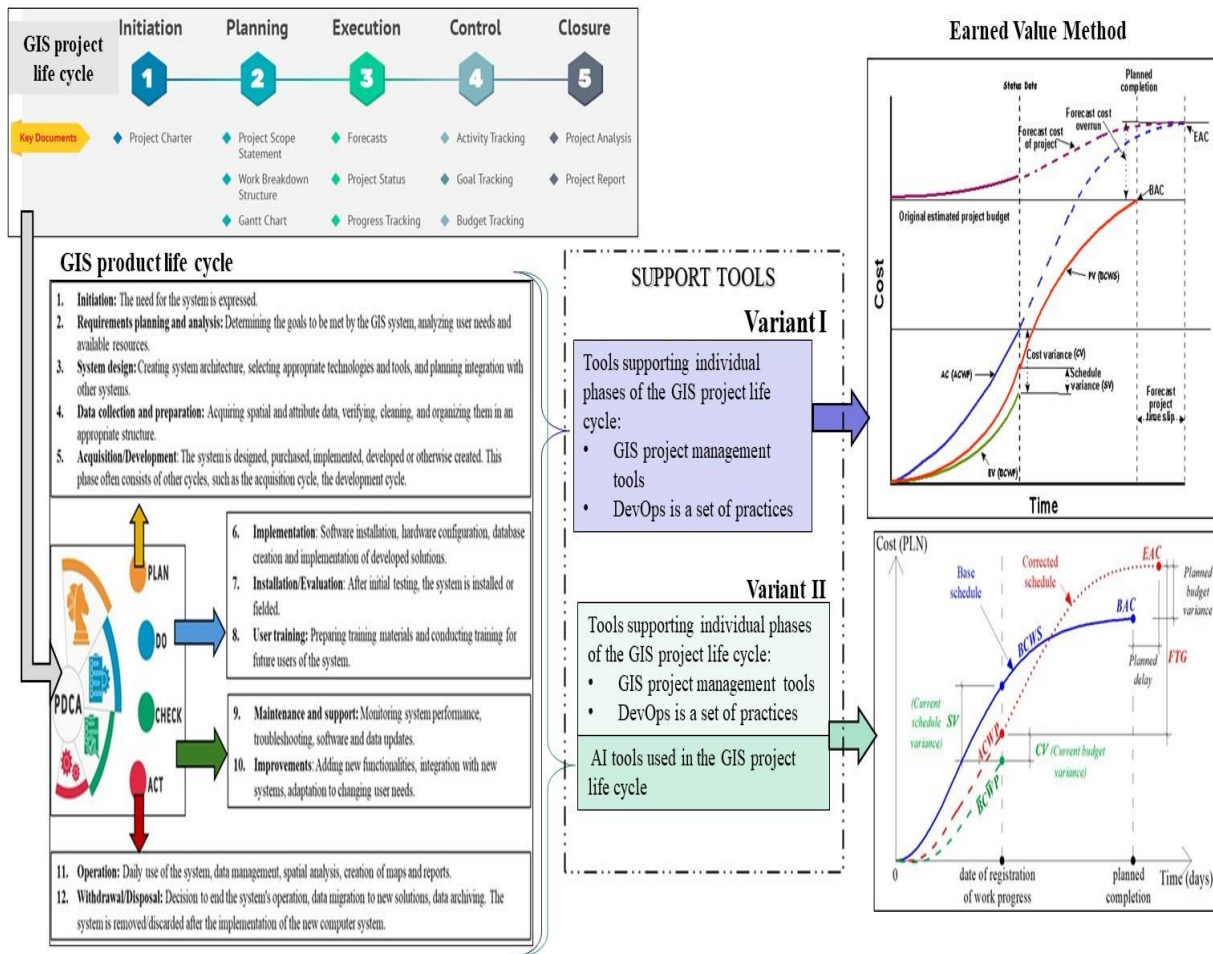 GIS project
life cycle
Initiation
Planning
Execution
Control
Closure
1
2
3
4
5
Key Documents
Project Charter
Project Scope
Statement
Work Breakdown
Structure
Gantt Chart
Forecasts
Project Status
Progress Tracking
Activity Tracking
Goal Tracking
Budget Tracking
Project Analysis
Project Report
GIS product life cycle
1. Initiation: The need for the system is expressed.
2. Requirements planning and analysis: Determining the goals to be met by the GIS system, analyzing user needs and
available resources.
3. System design: Creating system architecture, selecting appropriate technologies and tools, and planning integration with
other systems.
4. Data collection and preparation: Acquiring spatial and attribute data, verifying, cleaning, and organizing them in an
appropriate structure.
5. Acquisition/Development: The system is designed, purchased, implemented, developed or otherwise created. This
phase often consists of other cycles, such as the acquisition cycle, the development cycle.
PDCA
PLAN
DO
CHECK
ACT
6. Implementation: Software installation, hardware configuration, database
creation and implementation of developed solutions.
7. Installation/Evaluation: After initial testing, the system is installed or
fielded.
8. User training: Preparing training materials and conducting training for
future users of the system.
9. Maintenance and support: Monitoring system performance,
troubleshooting, software and data updates.
10. Improvements: Adding new functionalities, integration with new
systems, adaptation to changing user needs.
11. Operation: Daily use of the system, data management, spatial analysis, creation of maps and reports.
12. Withdrawal/Disposal: Decision to end the system's operation, data migration to new solutions, data archiving. The
system is removed/discarded after the implementation of the new computer system.
SUPPORT TOOLS
Variant I
Tools supporting individual
phases of the GIS project life
cycle:
• GIS project management
tools
• DevOps is a set of practices
Variant II
Tools supporting individual phases
of the GIS project life cycle:
• GIS project management tools
• DevOps is a set of practices
AI tools used in the GIS project
life cycle
Earned Value Method
Status Date
Planned
completion
Forecast cost
of project
Forecast cost
overrun
EAC
BAC
Original estimated project budget
PV (BCWS)
Cost
AC (ACWP)
Cost variance (CV)
Schedule
variance (SV)
Forecast
project
time slip
EV (BCWP)
Time
Cost (PLN)
Base
schedule
Corrected
schedule
EAC
BAC
Planned
budget
variance
BCWS
FTG
Planned
delay
(Current
schedule SV
variance)
ACWP
CV (Current budget
variance)
BCWP
0
date of registration
of work progress
planned
completion
Time (days)